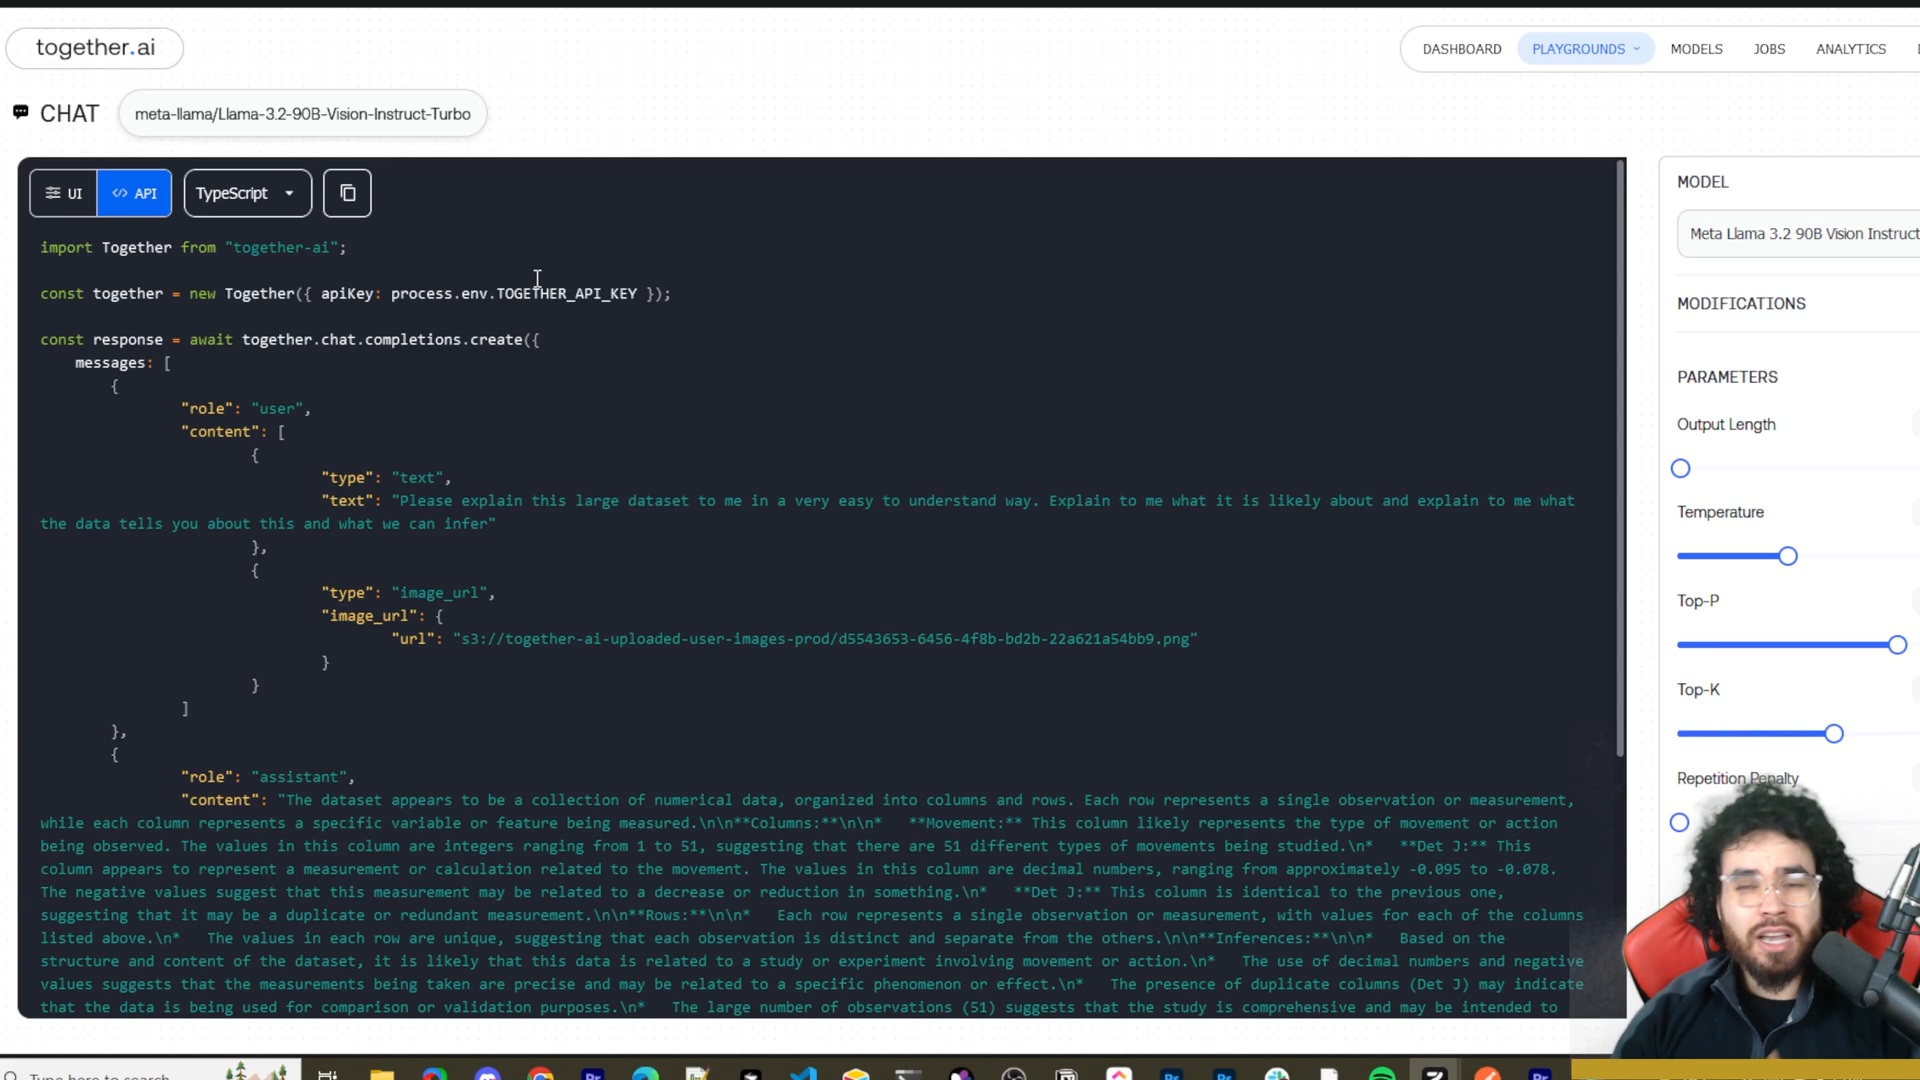 together.ai
DASHBOARD PLAYGROUNDS MODELS JOBS ANALYTICS
CHAT meta-llama/Llama-3.2-90B-Vision-Instruct-Turbo
UI </> API TypeScript
import Together from "together-ai";
const together = new Together({ apiKey: process.env.TOGETHER_API_KEY });
const response = await together.chat.completions.create({
messages: [
{
"role": "user",
"content": [
{
"type": "text",
"text": "Please explain this large dataset to me in a very easy to understand way. Explain to me what it is likely about and explain to me what
the data tells you about this and what we can infer"
},
{
"type": "image_url",
"image_url": {
"url": "s3://together-ai-uploaded-user-images-prod/d5543653-6456-4f8b-bd2b-22a621a54bb9.png"
}
}
]
},
{
"role": "assistant",
"content": "The dataset appears to be a collection of numerical data, organized into columns and rows. Each row represents a single observation or measurement,
while each column represents a specific variable or feature being measured.\n\n**Columns:**\n\n*   **Movement:** This column likely represents the type of movement or action
being observed. The values in this column are integers ranging from 1 to 51, suggesting that there are 51 different types of movements being studied.\n*   **Det J:** This
column appears to represent a measurement or calculation related to the movement. The values in this column are decimal numbers, ranging from approximately -0.095 to -0.078.
The negative values suggest that this measurement may be related to a decrease or reduction in something.\n*   **Det J:** This column is identical to the previous one,
suggesting that it may be a duplicate or redundant measurement.\n\n**Rows:**\n\n*   Each row represents a single observation or measurement, with values for each of the columns
listed above.\n*   The values in each row are unique, suggesting that each observation is distinct and separate from the others.\n\n**Inferences:**\n\n*   Based on the
structure and content of the dataset, it is likely that this data is related to a study or experiment involving movement or action.\n*   The use of decimal numbers and negative
values suggests that the measurements being taken are precise and may be related to a specific phenomenon or effect.\n*   The presence of duplicate columns (Det J) may indicate
that the data is being used for comparison or validation purposes.\n*   The large number of observations (51) suggests that the study is comprehensive and may be intended to
MODEL
Meta Llama 3.2 90B Vision Instruct
MODIFICATIONS
PARAMETERS
Output Length
Temperature
Top-P
Top-K
Repetition Penalty
Type here to search